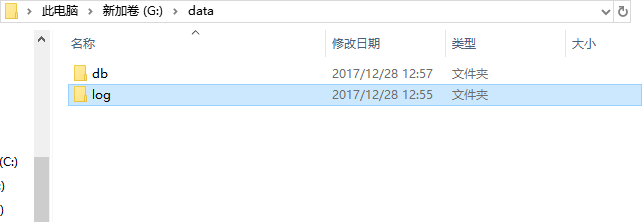 此电脑 > 新加卷 (G:) > data
名称 修改日期 类型 大小
db 2017/12/28 12:57 文件夹
log 2017/12/28 12:55 文件夹
(C:)
:)
)